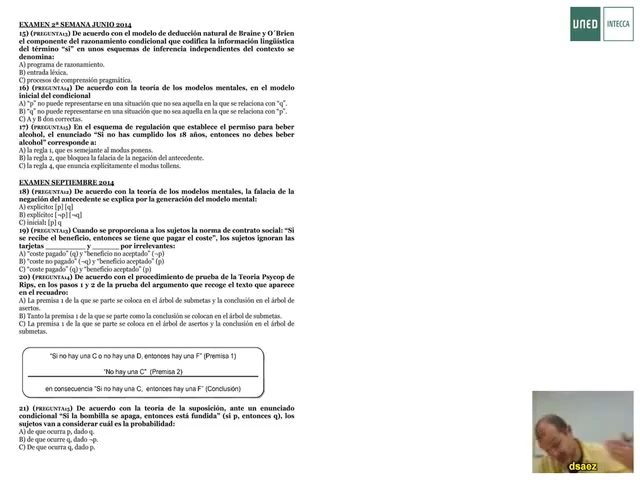 EXAMEN 2ª SEMANA JUNIO 2014
15) (PREGUNTA13) De acuerdo con el modelo de deducción natural de Braine y O´Brien
el componente del razonamiento condicional que codifica la información lingüística
del término “si” en unos esquemas de inferencia independientes del contexto se
denomina:
A) programa de razonamiento.
B) entrada léxica.
C) procesos de comprensión pragmática.
16) (PREGUNTA14) De acuerdo con la teoría de los modelos mentales, en el modelo
inicial del condicional
A) “p” no puede representarse en una situación que no sea aquella en la que se relaciona con “q”.
B) “q” no puede representarse en una situación que no sea aquella en la que se relaciona con “p”.
C) A y B don correctas.
17) (PREGUNTA15) En el esquema de regulación que establece el permiso para beber
alcohol, el enunciado “Si no has cumplido los 18 años, entonces no debes beber
alcohol” corresponde a:
A) la regla 1, que es semejante al modus ponens.
B) la regla 2, que bloquea la falacia de la negación del antecedente.
C) la regla 4, que enuncia explícitamente el modus tollens.
EXAMEN SEPTIEMBRE 2014
18) (PREGUNTA12) De acuerdo con la teoría de los modelos mentales, la falacia de la
negación del antecedente se explica por la generación del modelo mental:
A) explícito: [p] [q]
B) explícito: [¬p] [¬q]
C) inicial: [p] q
19) (PREGUNTA13) Cuando se proporciona a los sujetos la norma de contrato social: “Si
se recibe el beneficio, entonces se tiene que pagar el coste”, los sujetos ignoran las
tarjetas _________ y ______ por irrelevantes:
A) “coste pagado” (q) y “beneficio no aceptado” (¬p)
B) “coste no pagado” (¬q) y “beneficio aceptado” (p)
C) “coste pagado” (q) y “beneficio aceptado” (p)
20) (PREGUNTA14) De acuerdo con el procedimiento de prueba de la Teoría Psycop de
Rips, en los pasos 1 y 2 de la prueba del argumento que recoge el texto que aparece
en el recuadro:
A) La premisa 1 de la que se parte se coloca en el árbol de submetas y la conclusión en el árbol de
asertos.
B) Tanto la premisa 1 de la que se parte como la conclusión se colocan en el árbol de submetas.
C) La premisa 1 de la que se parte se coloca en el árbol de asertos y la conclusión en el árbol de
submetas.
“Si no hay una C o no hay una D, entonces hay una F” (Premisa 1)
“No hay una C” (Premisa 2)
en consecuencia “Si no hay una C, entonces hay una F” (Conclusión)
21) (PREGUNTA15) De acuerdo con la teoría de la suposición, ante un enunciado
condicional “Si la bombilla se apaga, entonces está fundida” (si p, entonces q), los
sujetos van a considerar cuál es la probabilidad:
A) de que ocurra p, dado q.
B) de que ocurre q, dado ¬p.
C) De que ocurra q, dado p.
UNED INTECCA
dsaez